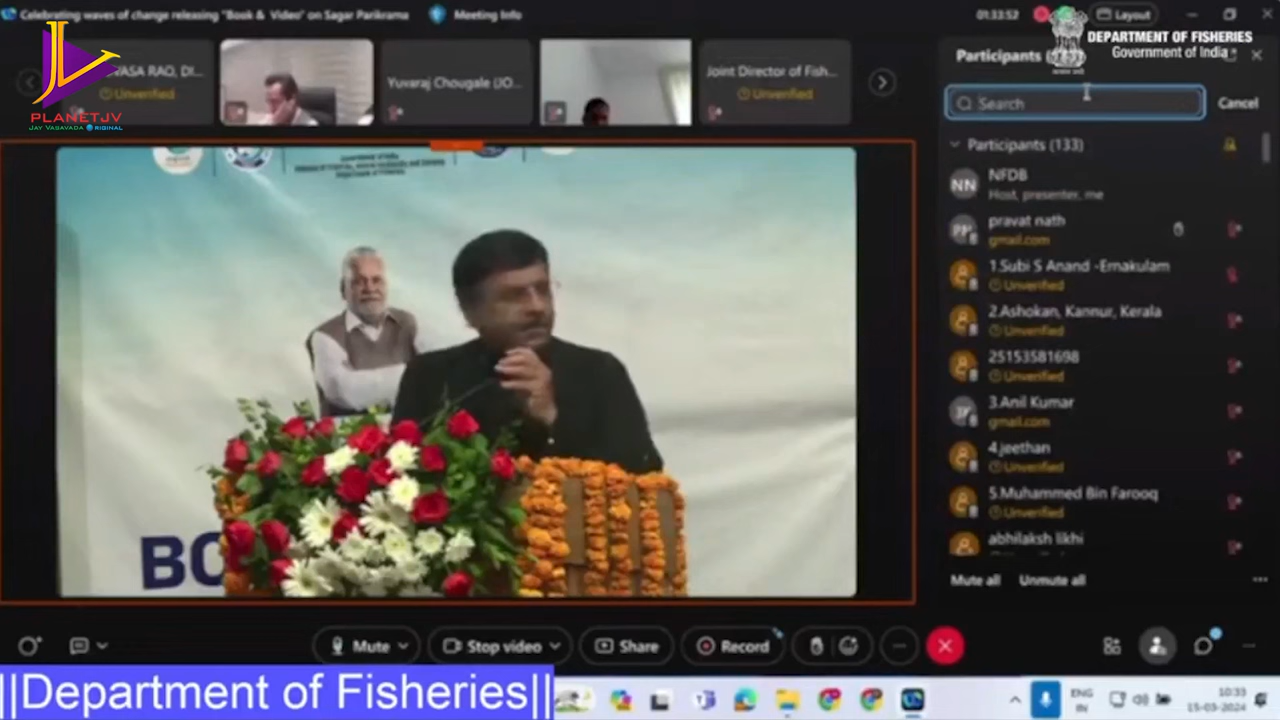 Celebrating waves of change releasing "Book & Video" on Sagar Parikrama
Meeting Info
01:33:52
Layout
DEPARTMENT OF FISHERIES
Government of India
PLANETJV
JAY VASAVADA ORIGINAL
VASA RAO, DI...
Unverified
Yuvaraj Chougale (JO...
Joint Director of Fish...
Unverified
Participants
Search
Cancel
Participants (133)
NN
NFDB
Host, presenter, me
pravat nath
gmail.com
1.Subi S Anand -Ernakulam
Unverified
2.Ashokan, Kannur, Kerala
Unverified
25153581698
Unverified
3.Anil Kumar
gmail.com
4.jeethan
Unverified
5.Muhammed Bin Farooq
Unverified
abhilaksh likhi
Mute all
Unmute all
BO
Mute
Stop video
Share
Record
||Department of Fisheries||
ENG
IN
10:33
15-03-2024